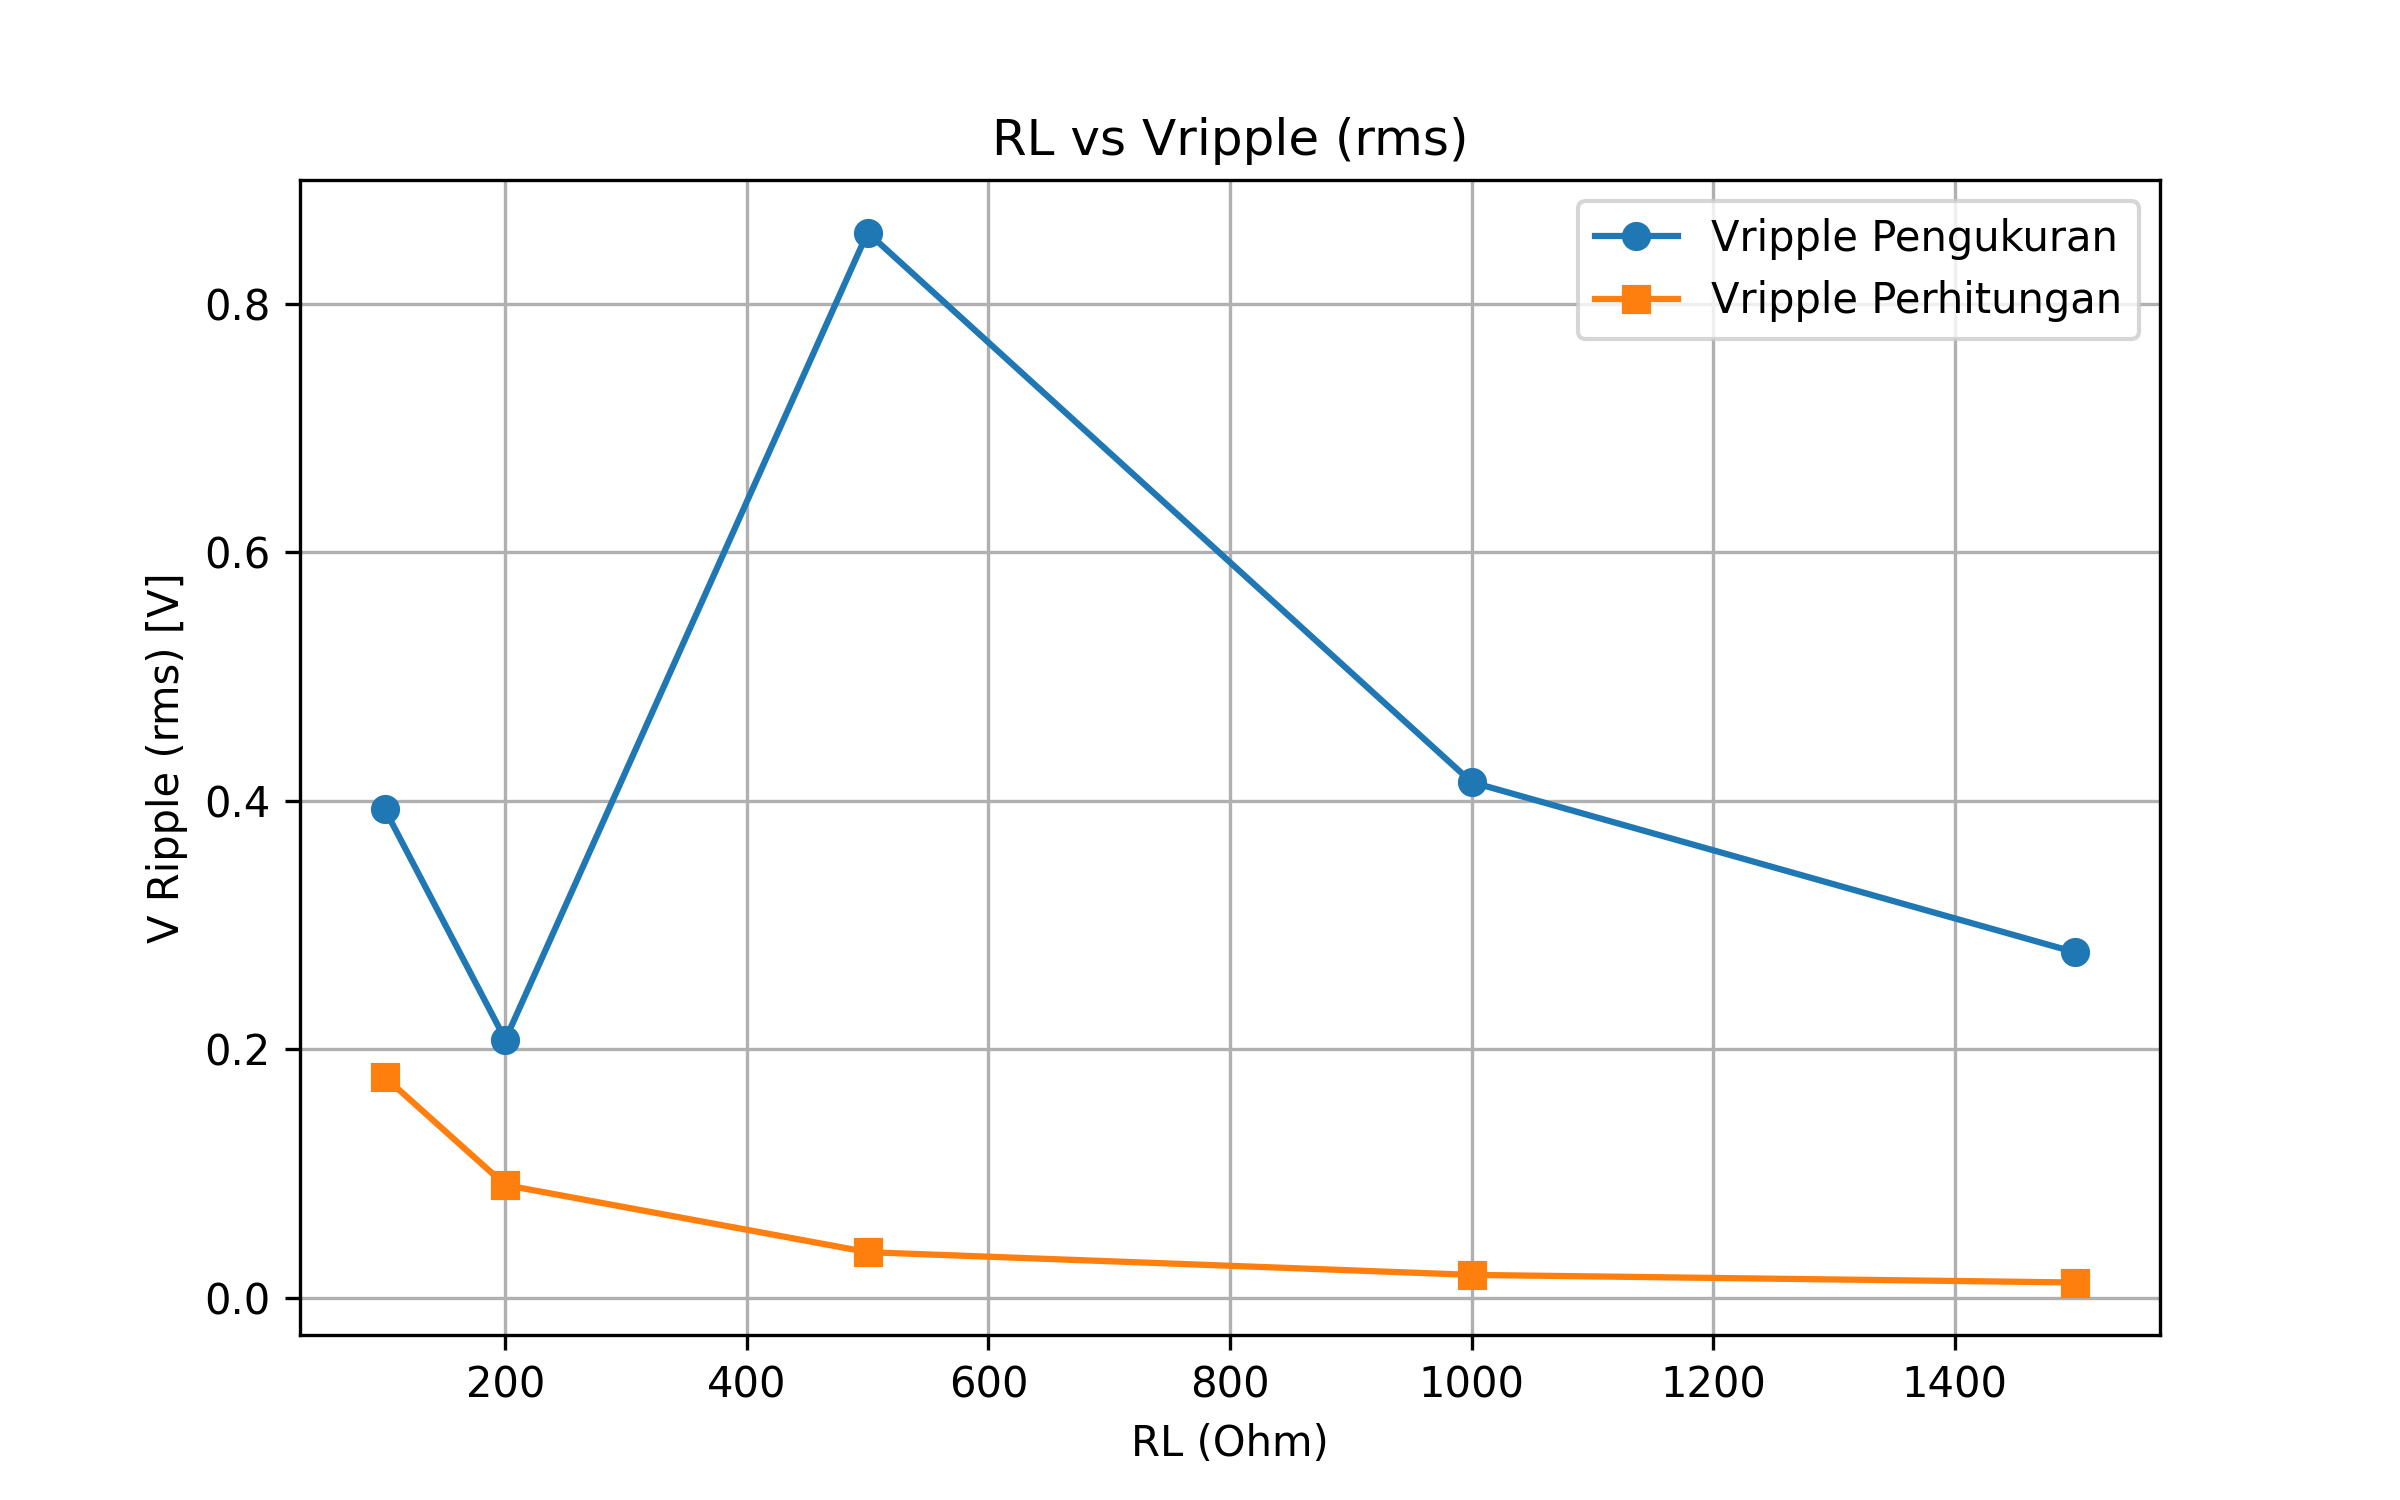 RL vs Vripple (rms)
Vripple Pengukuran
Vripple Perhitungan
V Ripple (rms) [V]
0.8
0.6
0.4
0.2
0.0
200 400 600 800 1000 1200 1400
RL (Ohm)